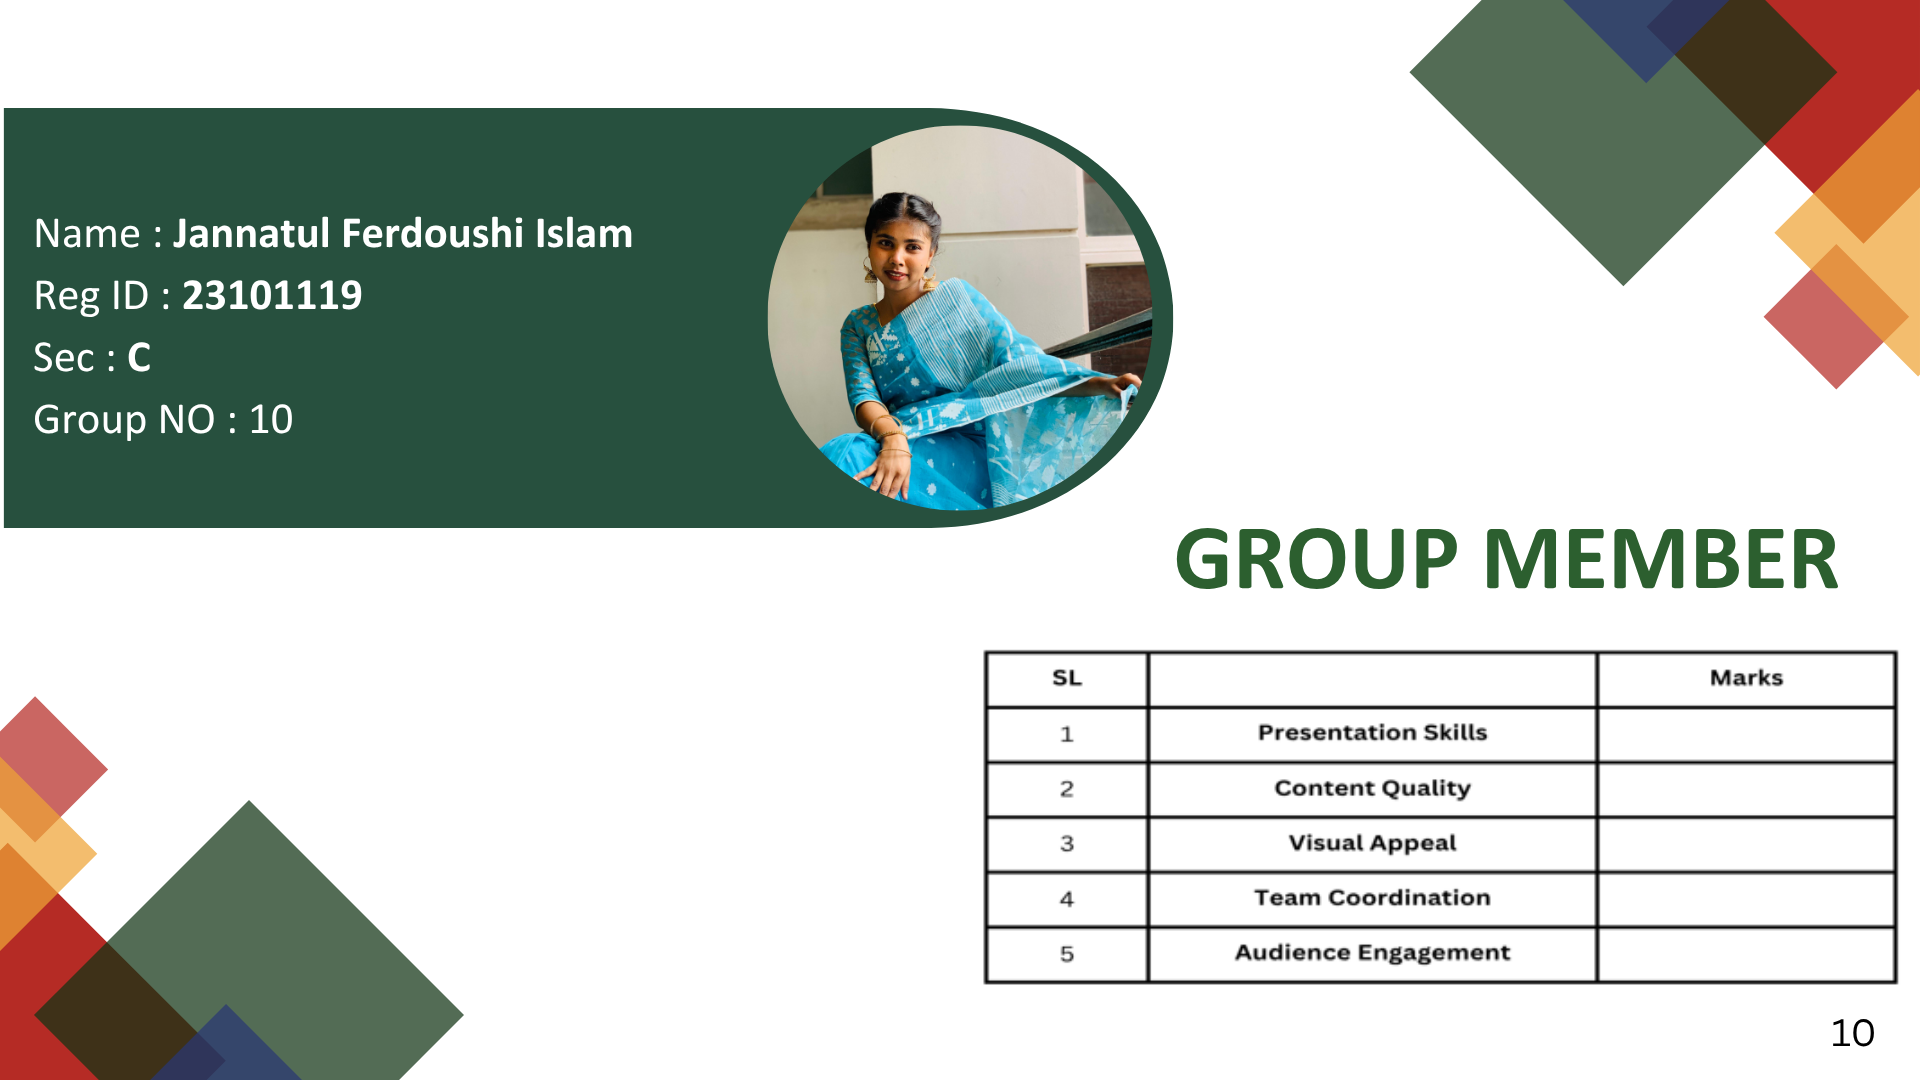 Name : Jannatul Ferdoushi Islam
Reg ID : 23101119
Sec : C
Group NO : 10
GROUP MEMBER
SL Marks
1 Presentation Skills
2 Content Quality
3 Visual Appeal
4 Team Coordination
5 Audience Engagement
10